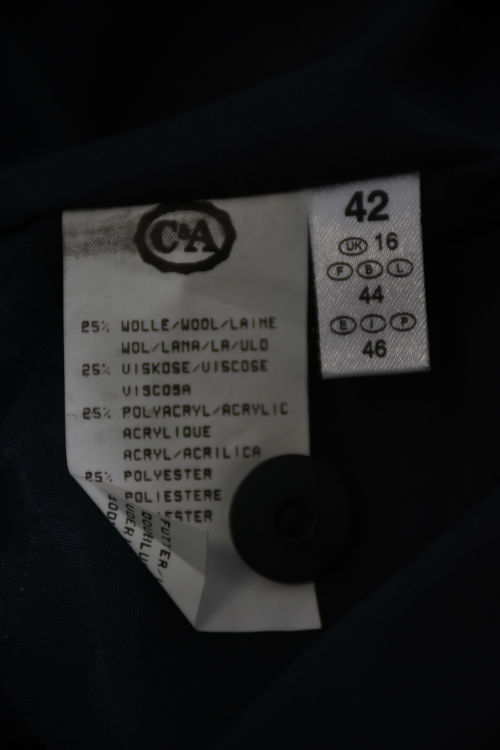 C&A
25% WOLLE/WOOL/LAINE
WOL/LANA/LA/ULD
25% VISKOSE/VISCOSE
VISCOSA
25% POLYACRYL/ACRYLIC
ACRYLIQUE
ACRYL/ACRILICA
25% POLYESTER
POLIESTERE
FUTTER/
42
UK 16
F B L
44
E I P
46